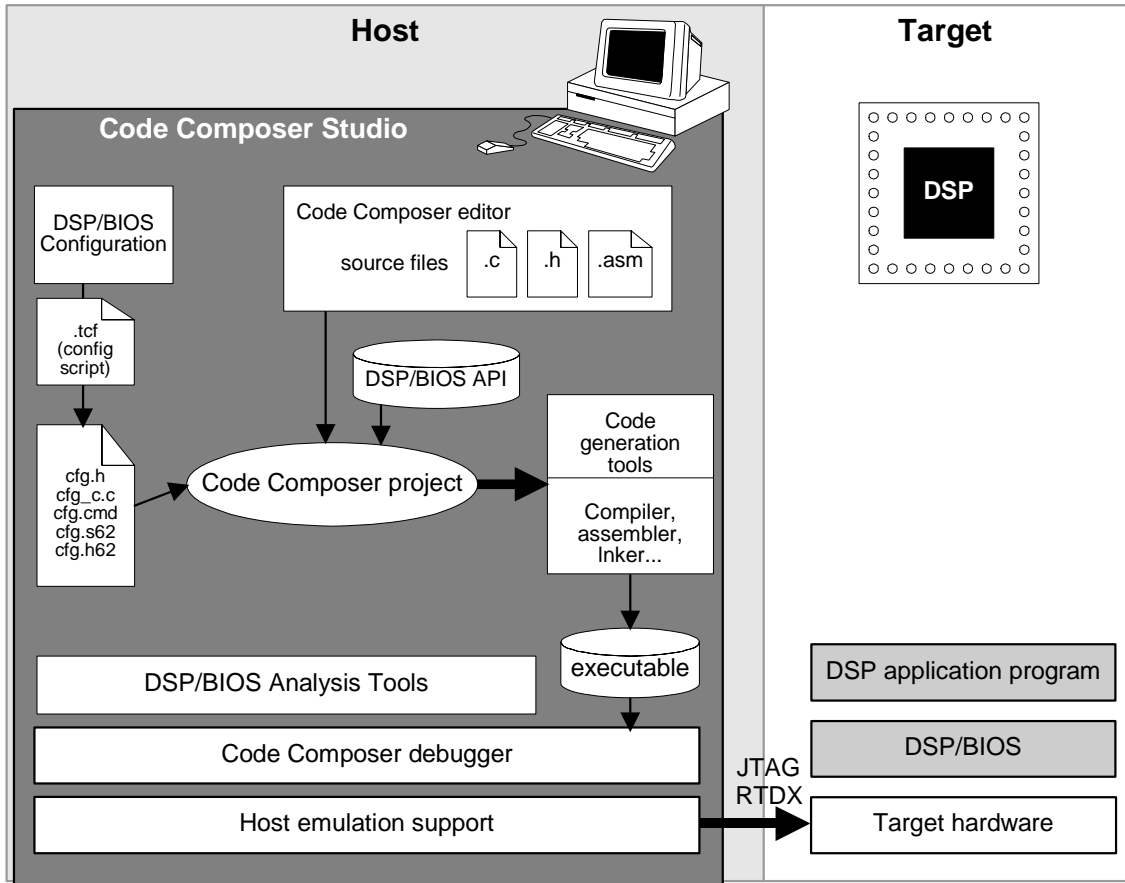 Host
Target
Code Composer Studio
DSP
DSP/BIOS
Configuration
Code Composer editor
source files
.c
.h
.asm
.tcf
(config
script)
DSP/BIOS API
Code
generation
tools
cfg.h
cfg_c.c
cfg.cmd
cfg.s62
cfg.h62
Code Composer project
Compiler,
assembler,
lnker...
executable
DSP/BIOS Analysis Tools
DSP application program
Code Composer debugger
DSP/BIOS
JTAG
RTDX
Host emulation support
Target hardware